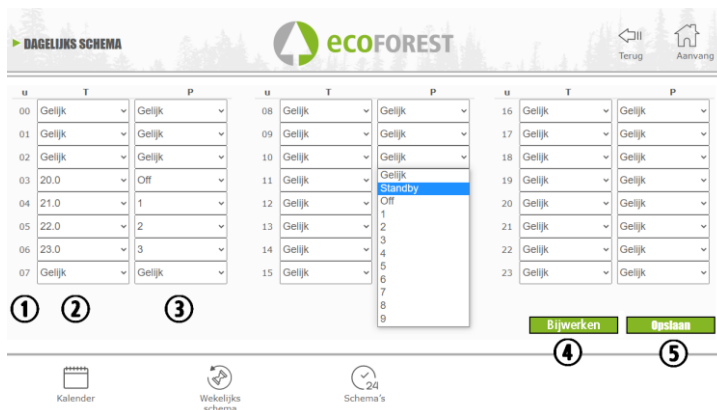 DAGELIJKS SCHEMA
ecoFOREST
Terug
Aanvang
u T P u T P u T P
00 Gelijk Gelijk 08 Gelijk Gelijk 16 Gelijk Gelijk
01 Gelijk Gelijk 09 Gelijk Gelijk 17 Gelijk Gelijk
02 Gelijk Gelijk 10 Gelijk Gelijk 18 Gelijk Gelijk
03 20.0 Off 11 Gelijk Gelijk 19 Gelijk Gelijk
Standby
04 21.0 1 12 Gelijk Off 20 Gelijk Gelijk
1
05 22.0 2 13 Gelijk 2 21 Gelijk Gelijk
3
06 23.0 3 14 Gelijk 4 22 Gelijk Gelijk
5
07 Gelijk Gelijk 15 Gelijk 6 23 Gelijk Gelijk
7
8
9
1 2 3
Bijwerken Opslaan
4 5
Kalender
Wekelijks
schema
24
Schema's